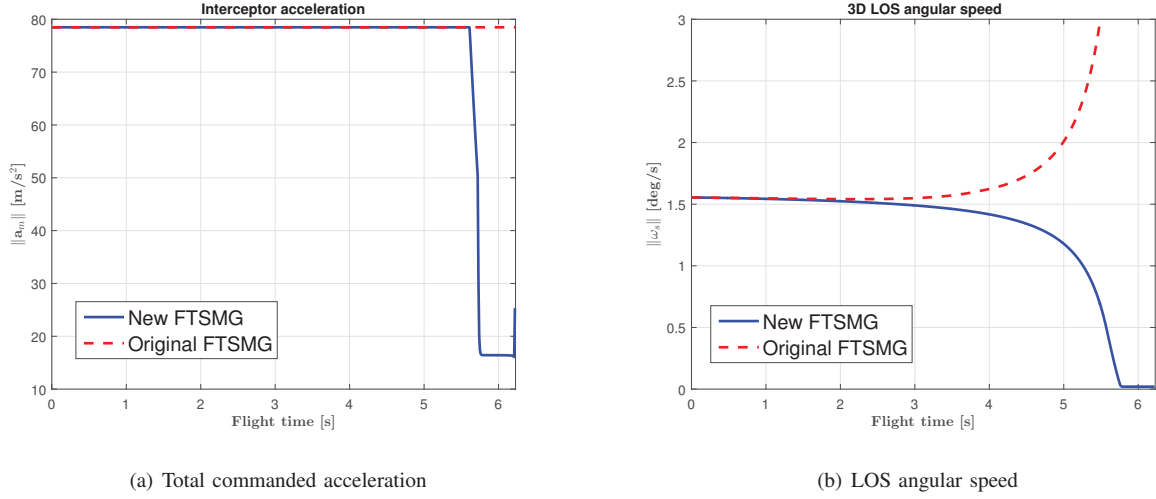 Interceptor acceleration
80
70
60
50
40
30
20
10
‖a_m‖ [m/s²]
New FTSMG
Original FTSMG
0 1 2 3 4 5 6
Flight time [s]
(a) Total commanded acceleration
3D LOS angular speed
3
2.5
2
1.5
1
0.5
0
‖ω_s‖ [deg/s]
New FTSMG
Original FTSMG
0 1 2 3 4 5 6
Flight time [s]
(b) LOS angular speed